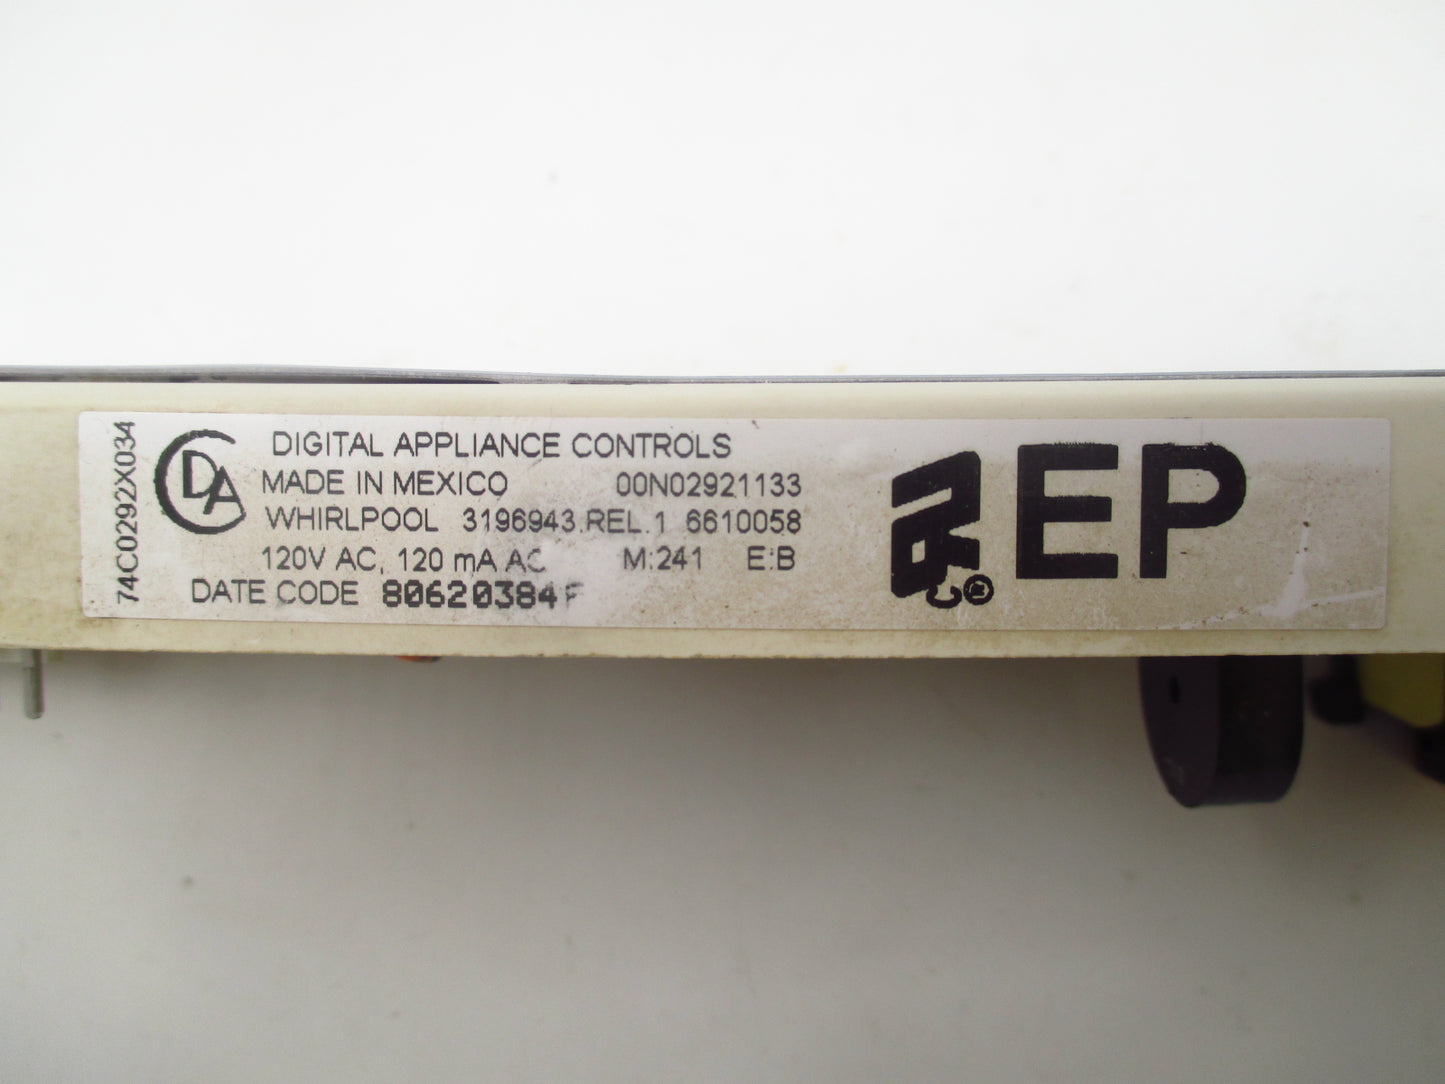 74C0292X034
CDA
DIGITAL APPLIANCE CONTROLS
MADE IN MEXICO 00N02921133
WHIRLPOOL 3196943.REL.1 6610058
120V AC, 120 mA AC M:241 E:B
DATE CODE 80620384F
EP
C ®